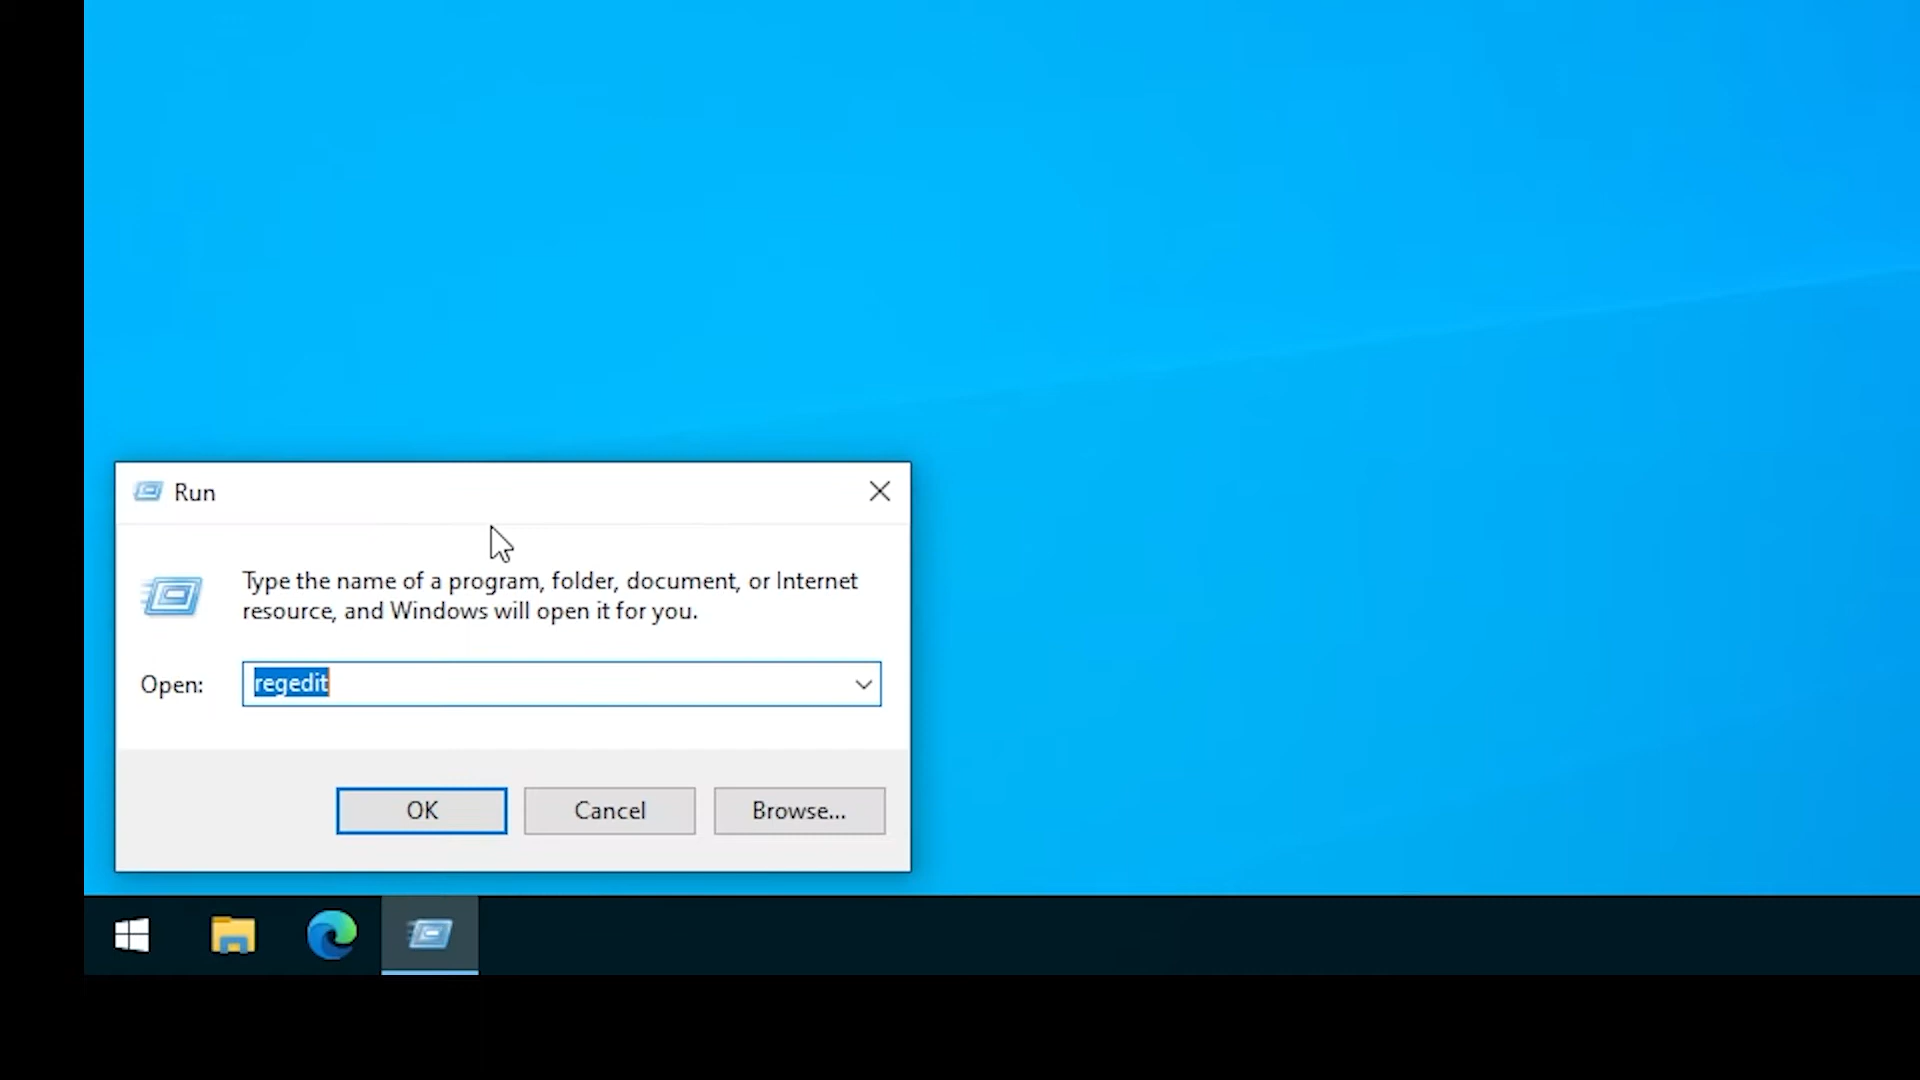 Run
Type the name of a program, folder, document, or Internet
resource, and Windows will open it for you.
Open:
regedit
OK
Cancel
Browse...